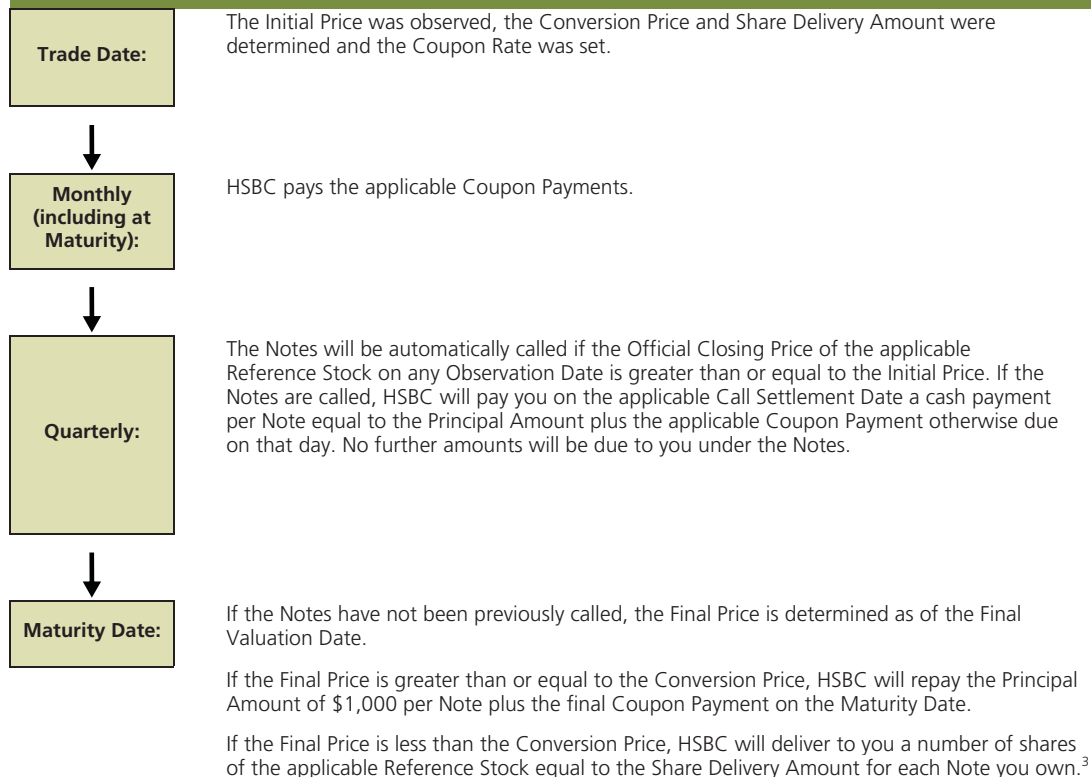 Trade Date:
The Initial Price was observed, the Conversion Price and Share Delivery Amount were
determined and the Coupon Rate was set.
Monthly
(including at
Maturity):
HSBC pays the applicable Coupon Payments.
Quarterly:
The Notes will be automatically called if the Official Closing Price of the applicable
Reference Stock on any Observation Date is greater than or equal to the Initial Price. If the
Notes are called, HSBC will pay you on the applicable Call Settlement Date a cash payment
per Note equal to the Principal Amount plus the applicable Coupon Payment otherwise due
on that day. No further amounts will be due to you under the Notes.
Maturity Date:
If the Notes have not been previously called, the Final Price is determined as of the Final
Valuation Date.
If the Final Price is greater than or equal to the Conversion Price, HSBC will repay the Principal
Amount of $1,000 per Note plus the final Coupon Payment on the Maturity Date.
If the Final Price is less than the Conversion Price, HSBC will deliver to you a number of shares
of the applicable Reference Stock equal to the Share Delivery Amount for each Note you own.³